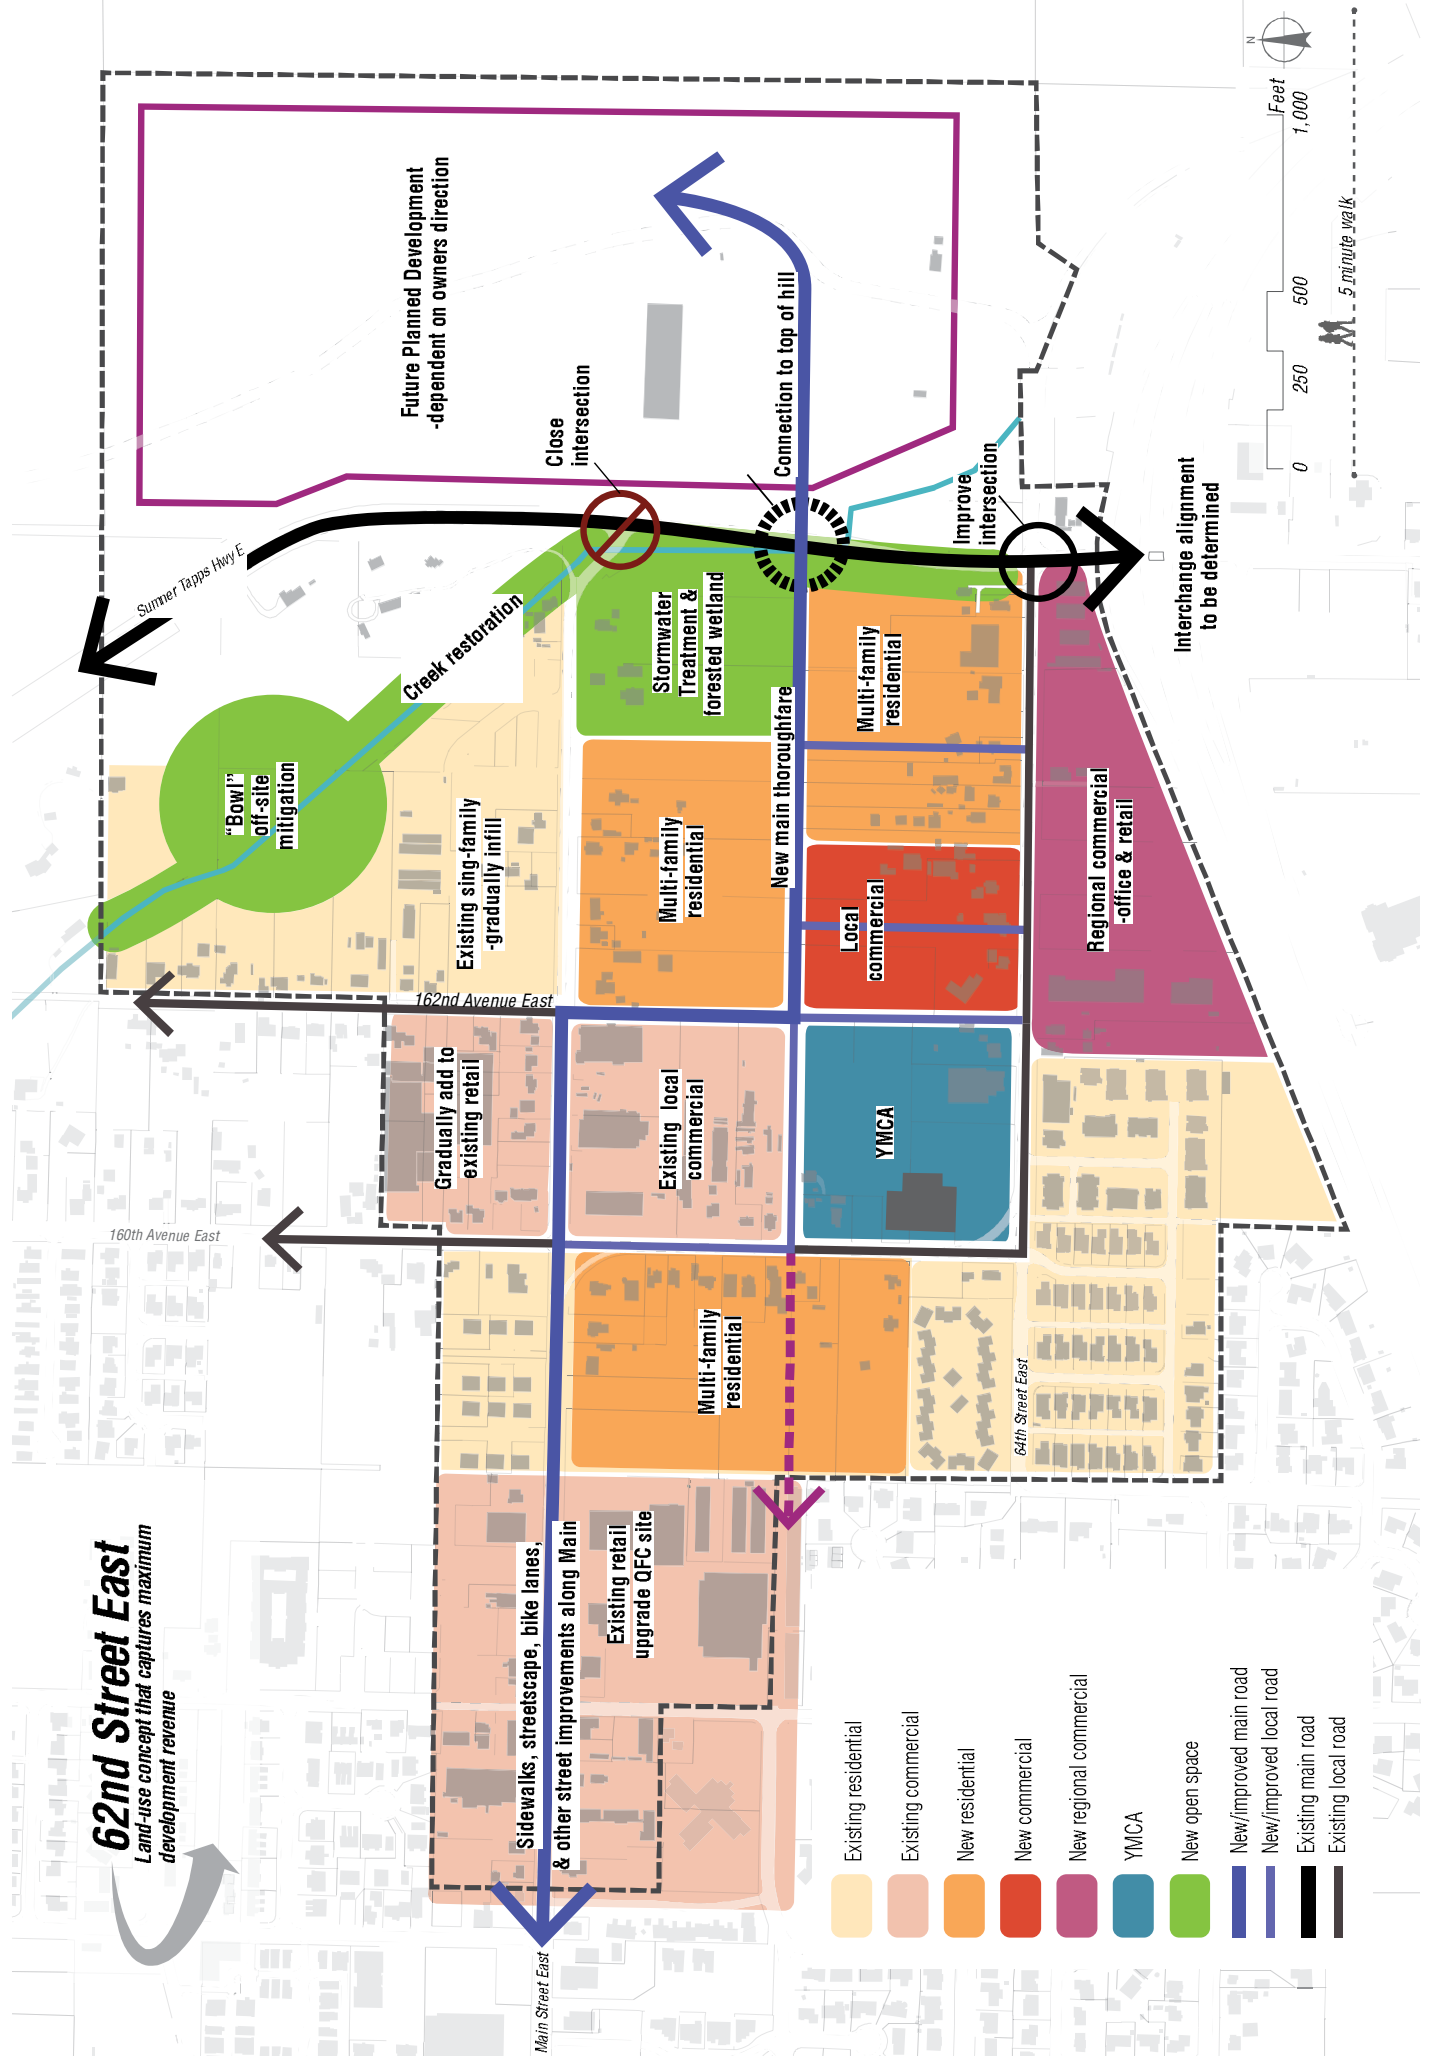 62nd Street East
Land-use concept that captures maximum
development revenue
Sumner Tapps Hwy E
Future Planned Development
-dependent on owners direction
Close
intersection
Connection to top of hill
Improve
intersection
Interchange alignment
to be determined
Creek restoration
"Bowl"
off-site
mitigation
Stormwater
Treatment &
forested wetland
Multi-family
residential
New main thoroughfare
Existing sing-family
-gradually infill
Multi-family
residential
Local
commercial
Regional commercial
-office & retail
162nd Avenue East
Gradually add to
existing retail
Existing local
commercial
YMCA
160th Avenue East
Multi-family
residential
64th Street East
Sidewalks, streetscape, bike lanes,
& other street improvements along Main
Existing retail
upgrade QFC site
Main Street East
Existing residential
Existing commercial
New residential
New commercial
New regional commercial
YMCA
New open space
New/improved main road
New/improved local road
Existing main road
Existing local road
N
Feet
0
250
500
1,000
5 minute walk